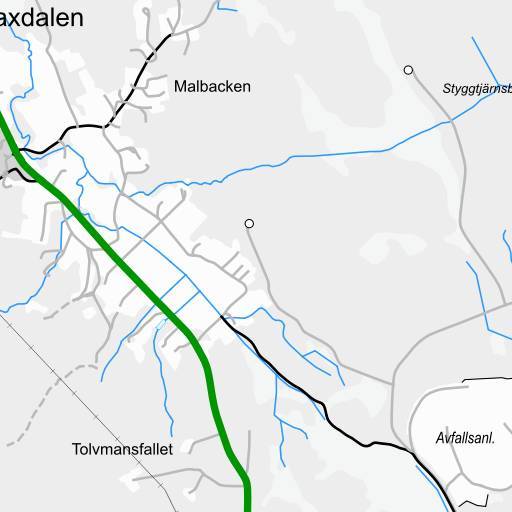 axdalen
Malbacken
Styggtjärnsb
Avfallsanl.
Tolvmansfallet